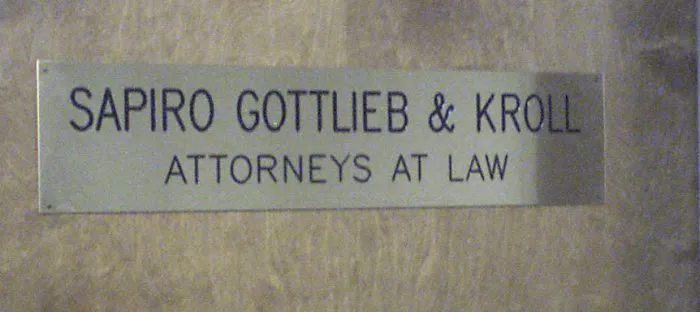 SAPIRO GOTTLIEB & KROLL
ATTORNEYS AT LAW